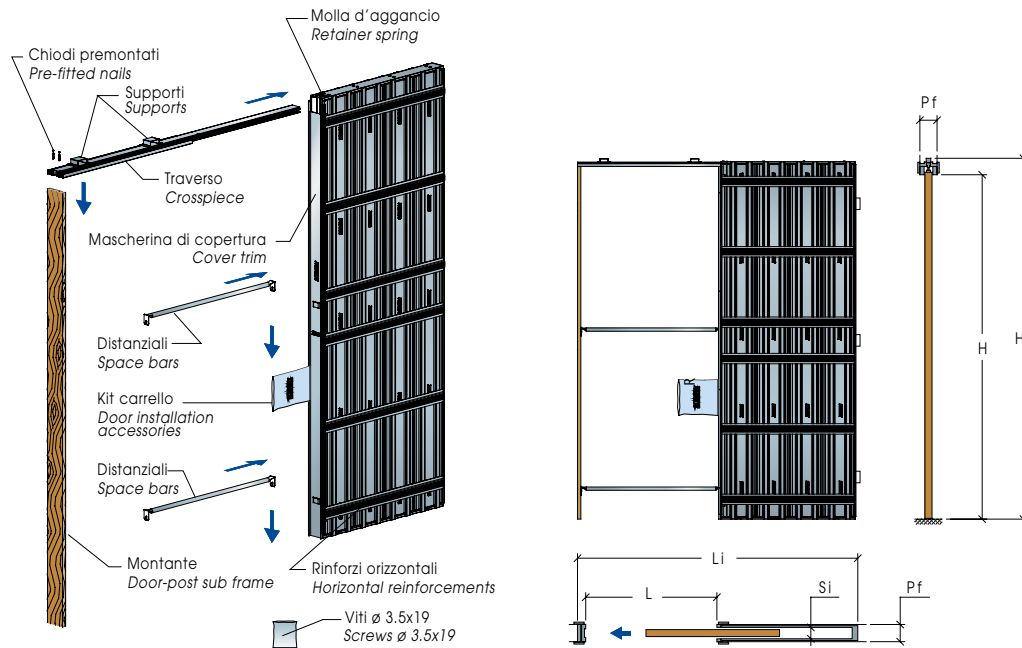 Molla d'aggancio
Retainer spring
Chiodi premontati
Pre-fitted nails
Supporti
Supports
Traverso
Crosspiece
Mascherina di copertura
Cover trim
Distanziali
Space bars
Kit carrello
Door installation
accessories
Distanziali
Space bars
Montante
Door-post sub frame
Rinforzi orizzontali
Horizontal reinforcements
Viti ø 3.5x19
Screws ø 3.5x19
Pf
H
H
Li
L
Si
Pf